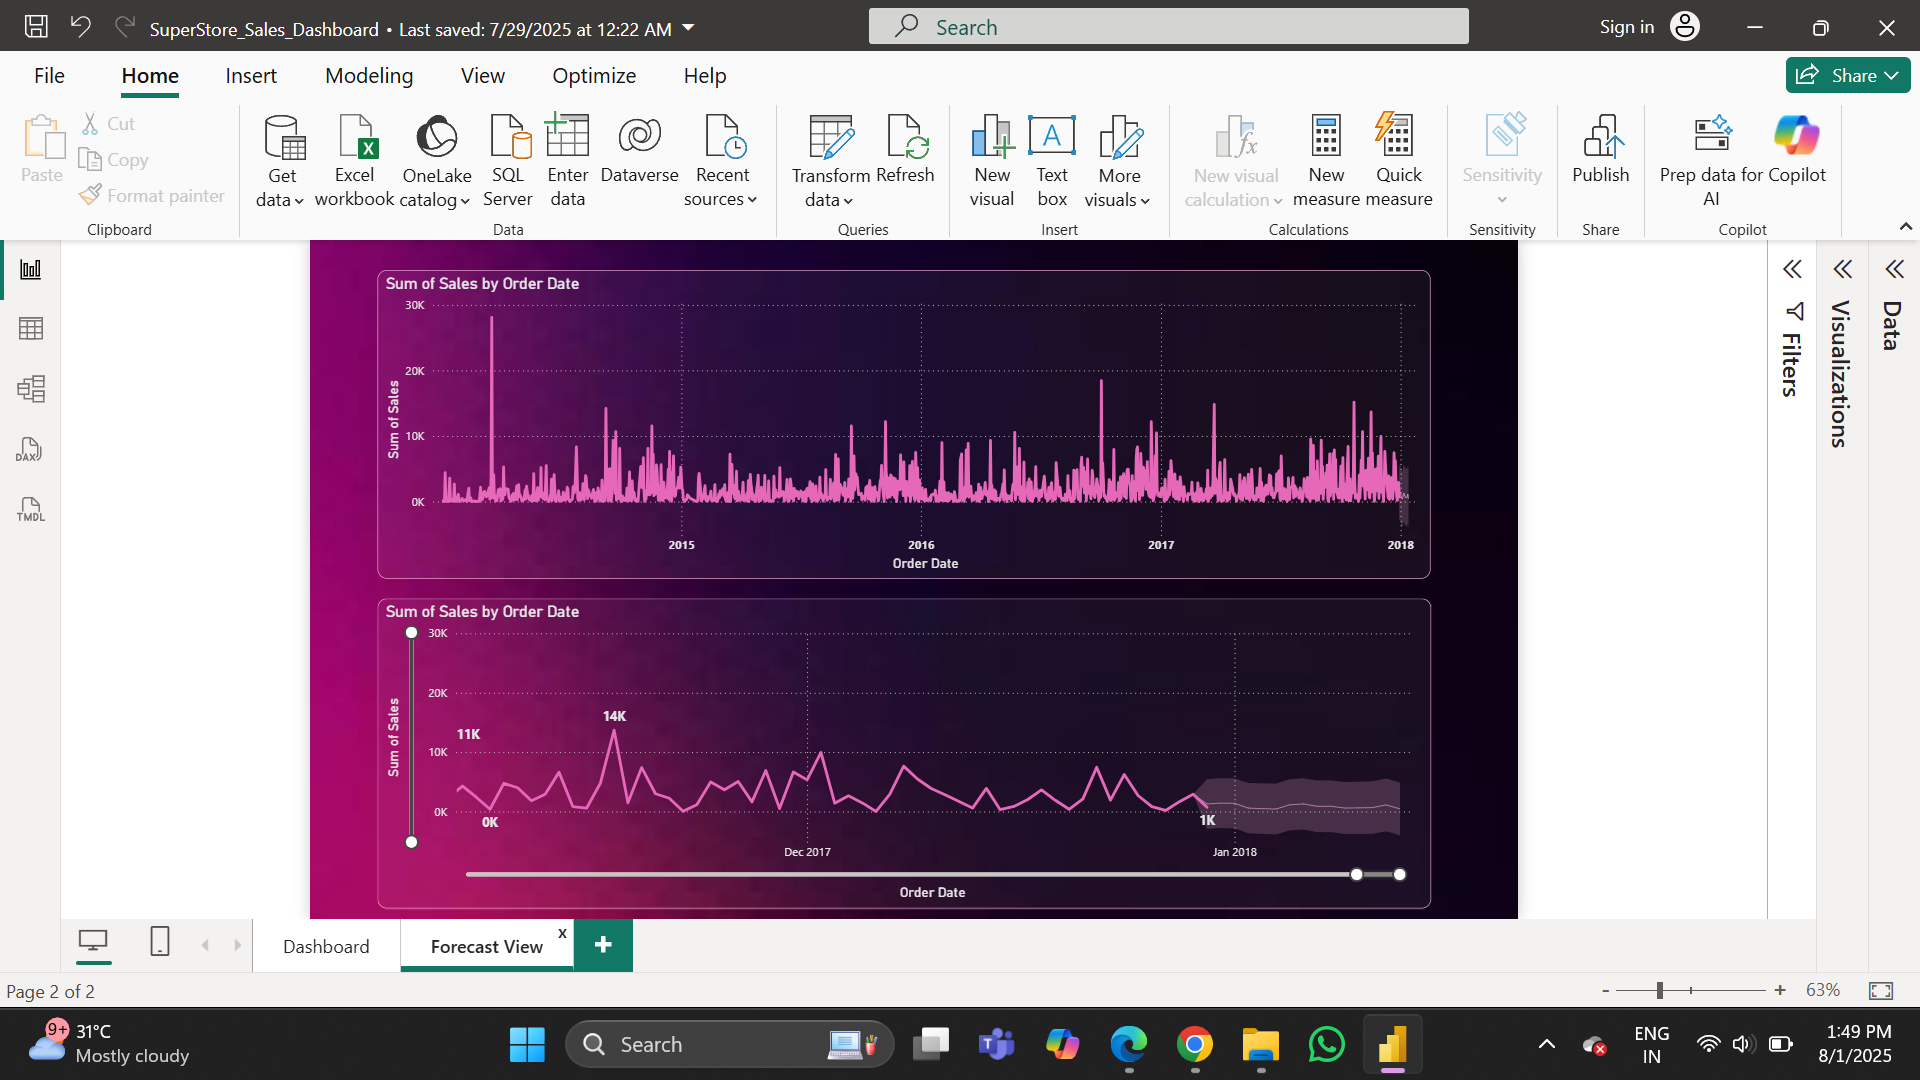 SuperStore_Sales_Dashboard • Last saved: 7/29/2025 at 12:22 AM
Search
Sign in
File
Home
Insert
Modeling
View
Optimize
Help
Share
Paste
Cut
Copy
Format painter
Clipboard
Get data
Excel workbook
OneLake catalog
SQL Server
Enter data
Dataverse
Recent sources
Data
Transform data
Refresh
Queries
New visual
Text box
More visuals
Insert
New visual calculation
New measure
Quick measure
Calculations
Sensitivity
Sensitivity
Publish
Share
Prep data for AI
Copilot
Copilot
DAX
TMDL
Sum of Sales by Order Date
30K
20K
10K
0K
Sum of Sales
2015
2016
2017
2018
Order Date
Sum of Sales by Order Date
30K
20K
10K
0K
Sum of Sales
11K
0K
14K
1K
Dec 2017
Jan 2018
Order Date
Filters
Visualizations
Data
Dashboard
Forecast View
x
+
Page 2 of 2
-
+
63%
9+
31°C
Mostly cloudy
Search
ENG
IN
1:49 PM
8/1/2025